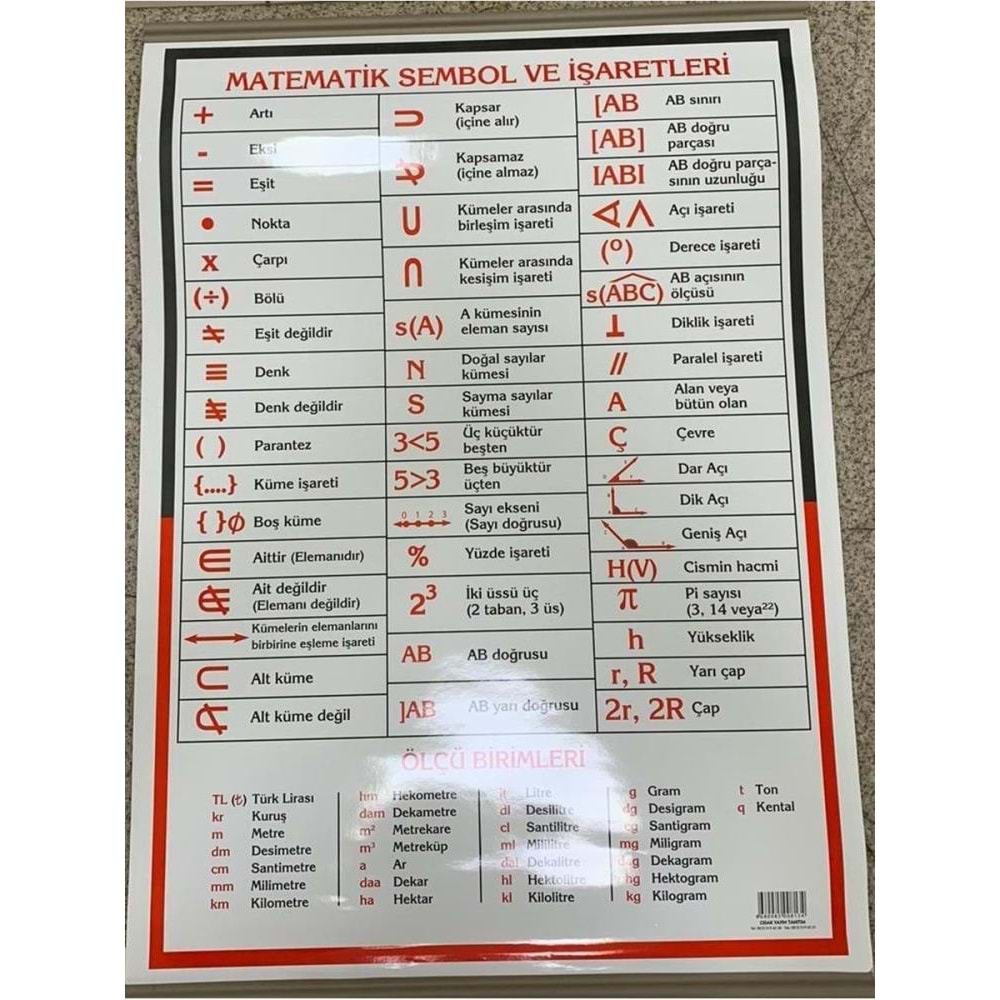 MATEMATİK SEMBOL VE İŞARETLERİ
+ Artı
- Eksi
= Eşit
• Nokta
x Çarpı
(÷) Bölü
≠ Eşit değildir
≡ Denk
≢ Denk değildir
( ) Parantez
{....} Küme işareti
{ }∅ Boş küme
∈ Aittir (Elemanıdır)
∉ Ait değildir
(Elemanı değildir)
↔ Kümelerin elemanlarını
birbirine eşleme işareti
⊂ Alt küme
⊄ Alt küme değil
⊃ Kapsar
(içine alır)
⊅ Kapsamaz
(içine almaz)
∪ Kümeler arasında
birleşim işareti
∩ Kümeler arasında
kesişim işareti
s(A) A kümesinin
eleman sayısı
N Doğal sayılar
kümesi
S Sayma sayılar
kümesi
3<5 Üç küçüktür
beşten
5>3 Beş büyüktür
üçten
0 1 2 3 Sayı ekseni
(Sayı doğrusu)
% Yüzde işareti
2³ İki üssü üç
(2 taban, 3 üs)
AB AB doğrusu
]AB AB yarı doğrusu
[AB AB sınırı
[AB] AB doğru
parçası
IABI AB doğru parça-
sının uzunluğu
∢ Λ Açı işareti
(º) Derece işareti
s(ABC) AB açısının
ölçüsü
⊥ Diklik işareti
// Paralel işareti
A Alan veya
bütün olan
Ç Çevre
Dar Açı
Dik Açı
Geniş Açı
H(V) Cismin hacmi
π Pi sayısı
(3, 14 veya²²)
h Yükseklik
r, R Yarı çap
2r, 2R Çap
ÖLÇÜ BİRİMLERİ
TL (₺) Türk Lirası
kr Kuruş
m Metre
dm Desimetre
cm Santimetre
mm Milimetre
km Kilometre
hm Hekometre
dam Dekametre
m² Metrekare
m³ Metreküp
a Ar
daa Dekar
ha Hektar
lt Litre
dl Desilitre
cl Santilitre
ml Mililitre
dal Dekalitre
hl Hektolitre
kl Kilolitre
g Gram
dg Desigram
cg Santigram
mg Miligram
dag Dekagram
hg Hektogram
kg Kilogram
t Ton
q Kental